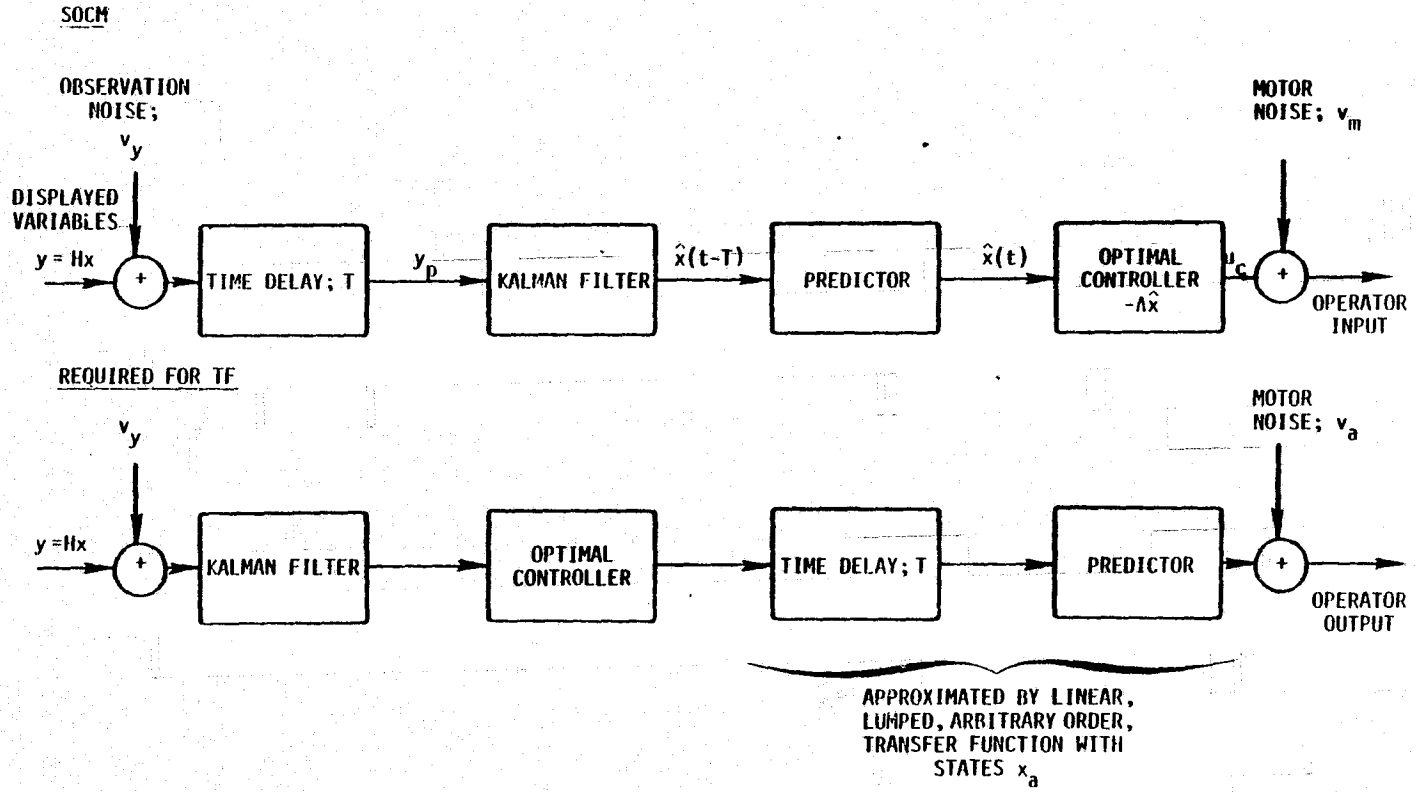 SOCM
OBSERVATION
NOISE;
v_y
DISPLAYED
VARIABLES
y = Hx
+
TIME DELAY; T
y_p
KALMAN FILTER
x̂(t-T)
PREDICTOR
x̂(t)
OPTIMAL
CONTROLLER
-Λx̂
u_c
MOTOR
NOISE; v_m
+
OPERATOR
INPUT
REQUIRED FOR TF
v_y
y =Hx
+
KALMAN FILTER
OPTIMAL
CONTROLLER
TIME DELAY; T
PREDICTOR
MOTOR
NOISE; v_a
+
OPERATOR
OUTPUT
APPROXIMATED BY LINEAR,
LUMPED, ARBITRARY ORDER,
TRANSFER FUNCTION WITH
STATES x_a